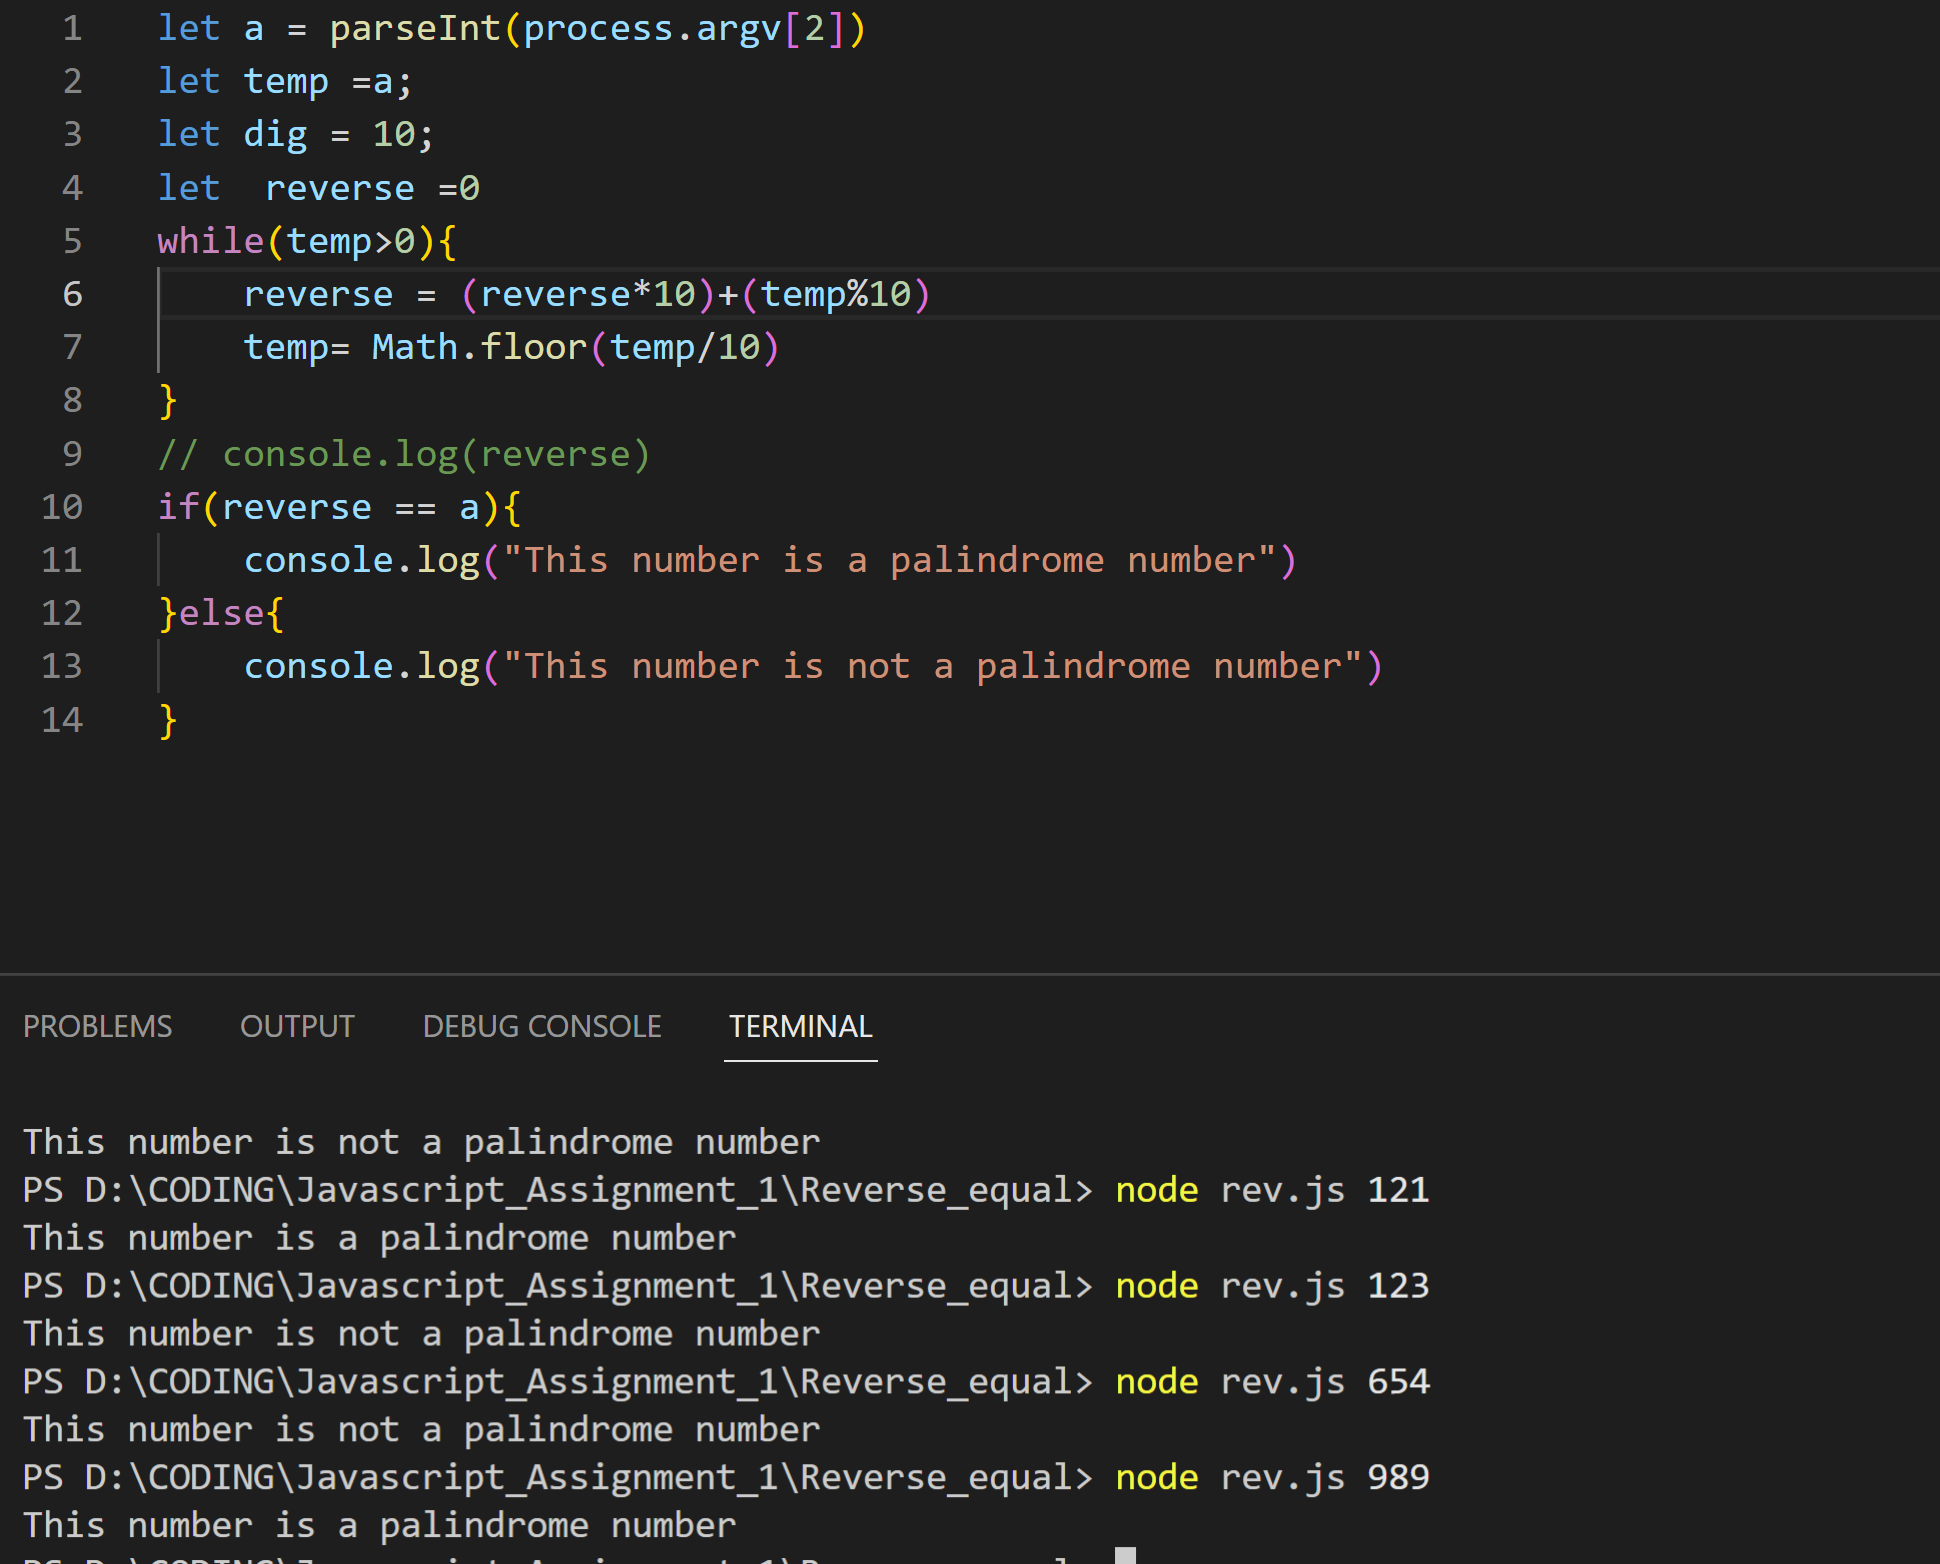 1 let a = parseInt(process.argv[2])
2 let temp =a;
3 let dig = 10;
4 let  reverse =0
5 while(temp>0){
6     reverse = (reverse*10)+(temp%10)
7     temp= Math.floor(temp/10)
8 }
9 // console.log(reverse)
10 if(reverse == a){
11     console.log("This number is a palindrome number")
12 }else{
13     console.log("This number is not a palindrome number")
14 }
PROBLEMS OUTPUT DEBUG CONSOLE TERMINAL
This number is not a palindrome number
PS D:\CODING\Javascript_Assignment_1\Reverse_equal> node rev.js 121
This number is a palindrome number
PS D:\CODING\Javascript_Assignment_1\Reverse_equal> node rev.js 123
This number is not a palindrome number
PS D:\CODING\Javascript_Assignment_1\Reverse_equal> node rev.js 654
This number is not a palindrome number
PS D:\CODING\Javascript_Assignment_1\Reverse_equal> node rev.js 989
This number is a palindrome number